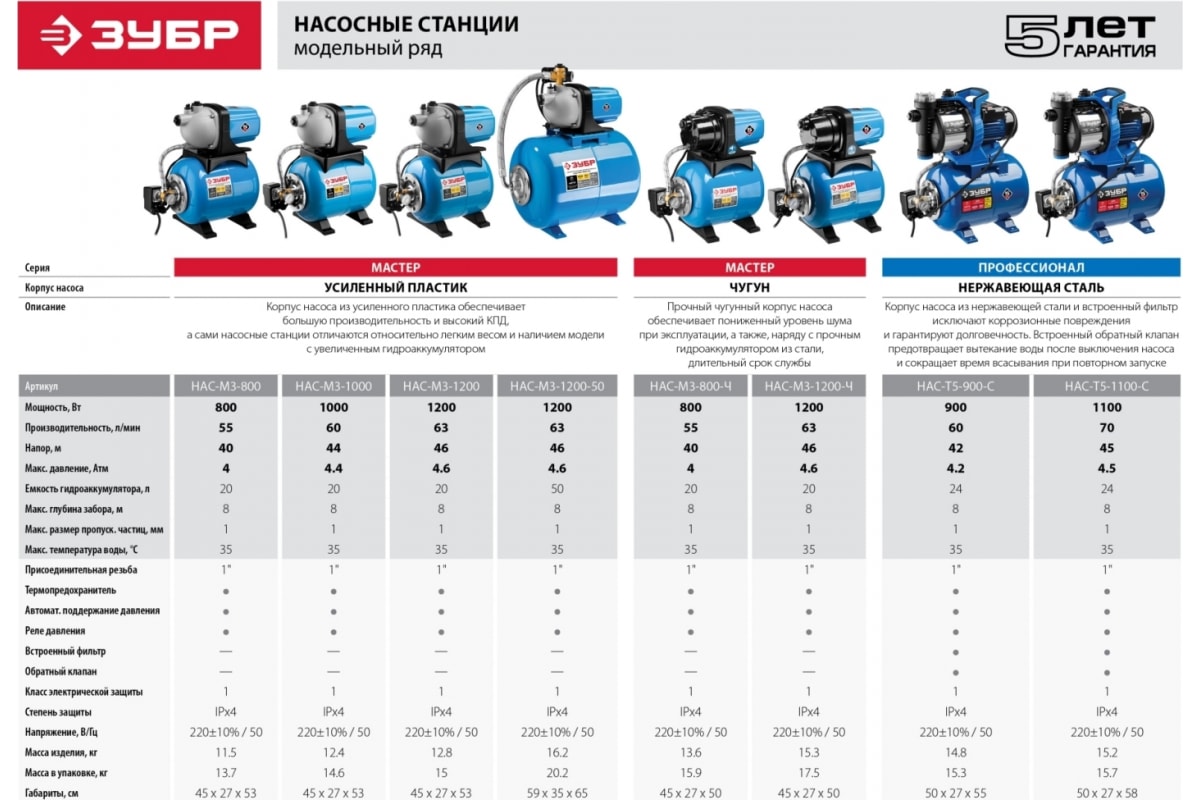 ЗУБР
НАСОСНЫЕ СТАНЦИИ
модельный ряд
5 лет
ГАРАНТИЯ
ЗУБР
ЗУБР
ЗУБР
ЗУБР
ЗУБР
ЗУБР
ЗУБР
ЗУБР
Серия МАСТЕР МАСТЕР ПРОФЕССИОНАЛ
Корпус насоса УСИЛЕННЫЙ ПЛАСТИК ЧУГУН НЕРЖАВЕЮЩАЯ СТАЛЬ
Описание
Корпус насоса из усиленного пластика обеспечивает
большую производительность и высокий КПД,
а сами насосные станции отличаются относительно легким весом и наличием модели
с увеличенным гидроаккумулятором
Прочный чугунный корпус насоса
обеспечивает пониженный уровень шума
при эксплуатации, а также, наряду с прочным
гидроаккумулятором из стали,
длительный срок службы
Корпус насоса из нержавеющей стали и встроенный фильтр
исключают коррозионные повреждения
и гарантируют долговечность. Встроенный обратный клапан
предотвращает вытекание воды после выключения насоса
и сокращает время всасывания при повторном запуске
Артикул НАС-М3-800 НАС-М3-1000 НАС-М3-1200 НАС-М3-1200-50 НАС-М3-800-Ч НАС-М3-1200-Ч НАС-Т5-900-С НАС-Т5-1100-С
Мощность, Вт 800 1000 1200 1200 800 1200 900 1100
Производительность, л/мин 55 60 63 63 55 63 60 70
Напор, м 40 44 46 46 40 46 42 45
Макс. давление, Атм 4 4.4 4.6 4.6 4 4.6 4.2 4.5
Емкость гидроаккумулятора, л 20 20 20 50 20 20 24 24
Макс. глубина забора, м 8 8 8 8 8 8 8 8
Макс. размер пропуск. частиц, мм 1 1 1 1 1 1 1 1
Макс. температура воды, °С 35 35 35 35 35 35 35 35
Присоединительная резьба 1" 1" 1" 1" 1" 1" 1" 1"
Термопредохранитель • • • • • • • •
Автомат. поддержание давления • • • • • • • •
Реле давления • • • • • • • •
Встроенный фильтр — — — — — — • •
Обратный клапан — — — — — — • •
Класс электрической защиты 1 1 1 1 1 1 1 1
Степень защиты IPx4 IPx4 IPx4 IPx4 IPx4 IPx4 IPx4 IPx4
Напряжение, В/Гц 220±10% / 50 220±10% / 50 220±10% / 50 220±10% / 50 220±10% / 50 220±10% / 50 220±10% / 50 220±10% / 50
Масса изделия, кг 11.5 12.4 12.8 16.2 13.6 15.3 14.8 15.2
Масса в упаковке, кг 13.7 14.6 15 20.2 15.9 17.5 15.3 15.7
Габариты, см 45 x 27 x 53 45 x 27 x 53 45 x 27 x 53 59 x 35 x 65 45 x 27 x 50 45 x 27 x 50 50 x 27 x 55 50 x 27 x 58